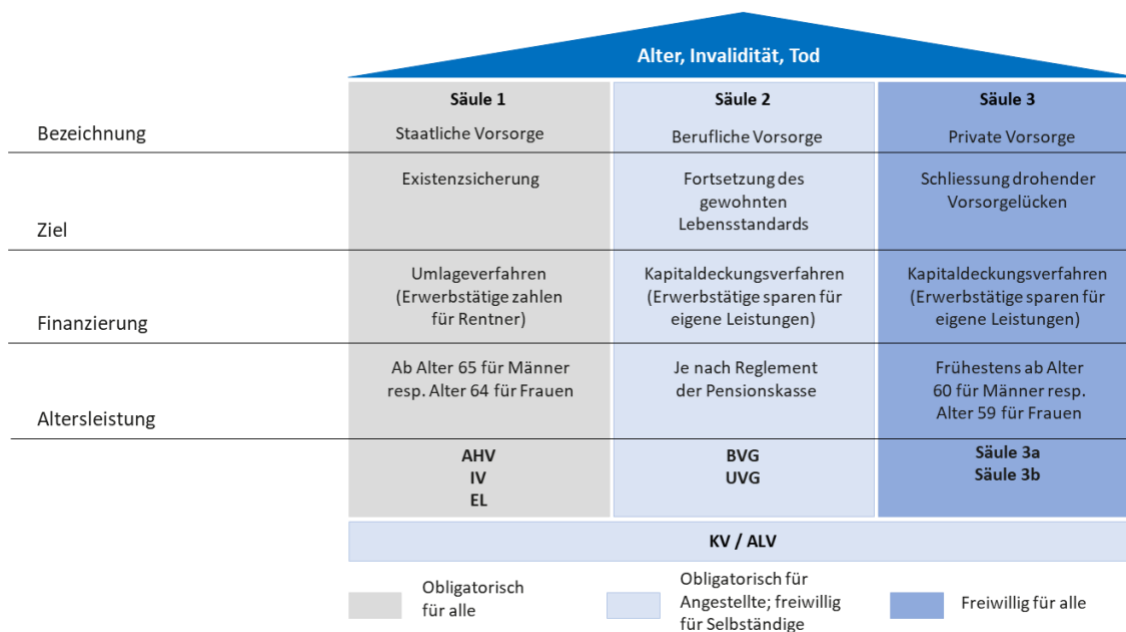 Alter, Invalidität, Tod
Säule 1
Säule 2
Säule 3
Bezeichnung
Staatliche Vorsorge
Berufliche Vorsorge
Private Vorsorge
Ziel
Existenzsicherung
Fortsetzung des
gewohnten
Lebensstandards
Schliessung drohender
Vorsorgelücken
Finanzierung
Umlageverfahren
(Erwerbstätige zahlen
für Rentner)
Kapitaldeckungsverfahren
(Erwerbstätige sparen für
eigene Leistungen)
Kapitaldeckungsverfahren
(Erwerbstätige sparen für
eigene Leistungen)
Altersleistung
Ab Alter 65 für Männer
resp. Alter 64 für Frauen
Je nach Reglement
der Pensionskasse
Frühestens ab Alter
60 für Männer resp.
Alter 59 für Frauen
AHV
IV
EL
BVG
UVG
Säule 3a
Säule 3b
KV / ALV
Obligatorisch
für alle
Obligatorisch für
Angestellte; freiwillig
für Selbständige
Freiwillig für alle